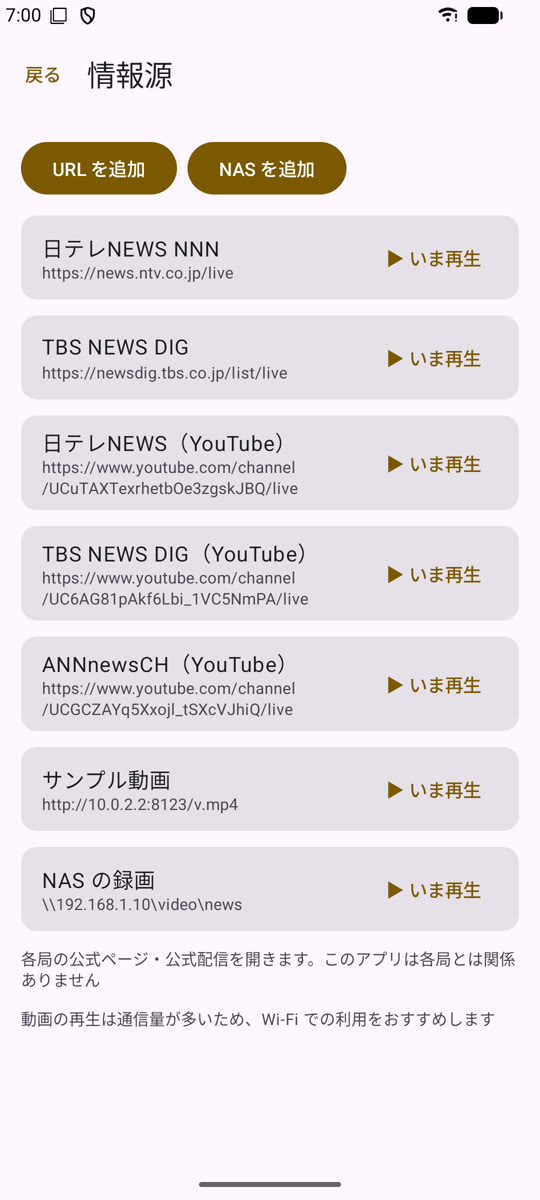 7:00
戻る 情報源
URL を追加 NAS を追加
日テレNEWS NNN
https://news.ntv.co.jp/live
▶ いま再生
TBS NEWS DIG
https://newsdig.tbs.co.jp/list/live
▶ いま再生
日テレNEWS（YouTube）
https://www.youtube.com/channel
/UCuTAXTexrhetbOe3zgskJBQ/live
▶ いま再生
TBS NEWS DIG（YouTube）
https://www.youtube.com/channel
/UC6AG81pAkf6Lbi_1VC5NmPA/live
▶ いま再生
ANNnewsCH（YouTube）
https://www.youtube.com/channel
/UCGCZAYq5Xxojl_tSXcVJhiQ/live
▶ いま再生
サンプル動画
http://10.0.2.2:8123/v.mp4
▶ いま再生
NAS の録画
\\192.168.1.10\video\news
▶ いま再生
各局の公式ページ・公式配信を開きます。このアプリは各局とは関係
ありません
動画の再生は通信量が多いため、Wi-Fi での利用をおすすめします